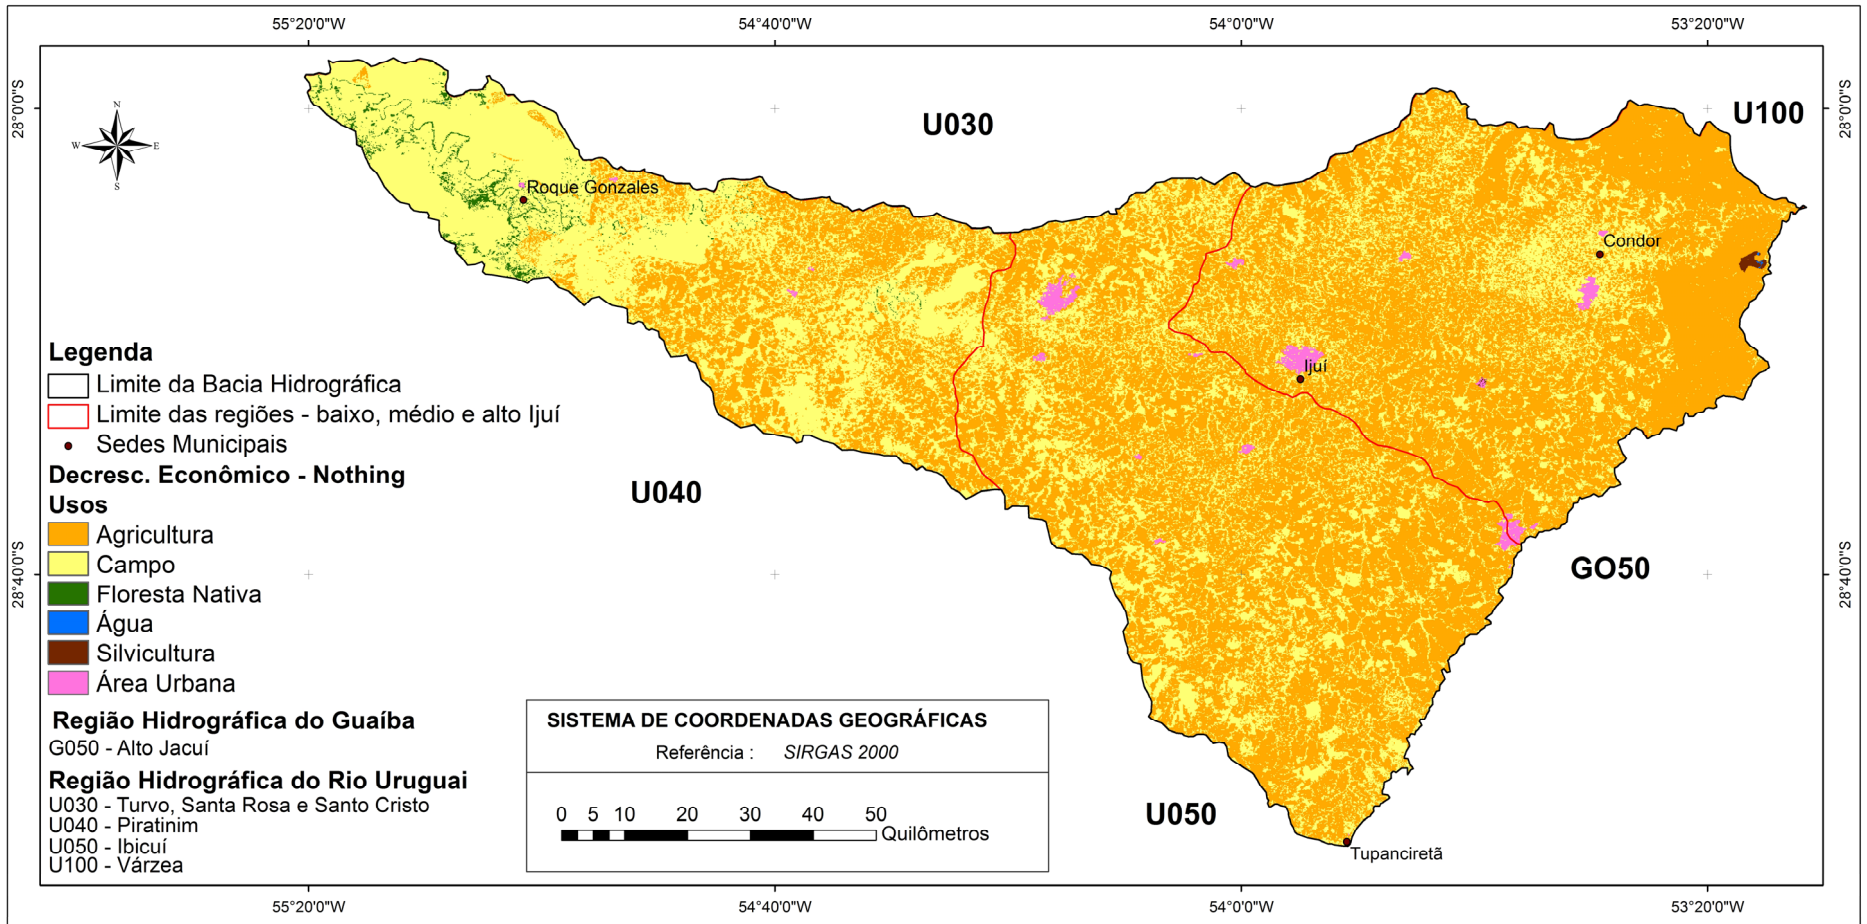 55°20'0"W
54°40'0"W
54°0'0"W
53°20'0"W
28°0'0"S
28°0'0"S
N
W
E
S
U030
U100
Roque Gonzales
Condor
Ijuí
Legenda
Limite da Bacia Hidrográfica
Limite das regiões - baixo, médio e alto Ijuí
Sedes Municipais
Decresc. Econômico - Nothing
Usos
Agricultura
Campo
Floresta Nativa
Água
Silvicultura
Área Urbana
U040
GO50
28°40'0"S
28°40'0"S
Região Hidrográfica do Guaíba
G050 - Alto Jacuí
Região Hidrográfica do Rio Uruguai
U030 - Turvo, Santa Rosa e Santo Cristo
U040 - Piratinim
U050 - Ibicuí
U100 - Várzea
SISTEMA DE COORDENADAS GEOGRÁFICAS
Referência : SIRGAS 2000
0 5 10 20 30 40 50
Quilômetros
U050
Tupanciretã
55°20'0"W
54°40'0"W
54°0'0"W
53°20'0"W